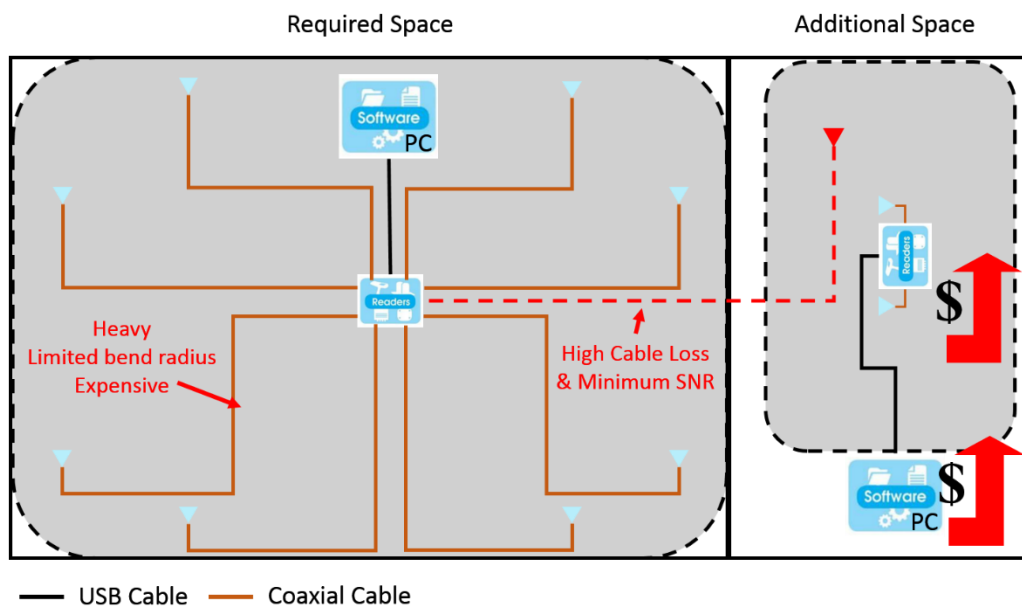 Required Space
Additional Space
Software
PC
Readers
Readers
Heavy
Limited bend radius
Expensive
High Cable Loss
& Minimum SNR
$
$
Software
PC
USB Cable
Coaxial Cable